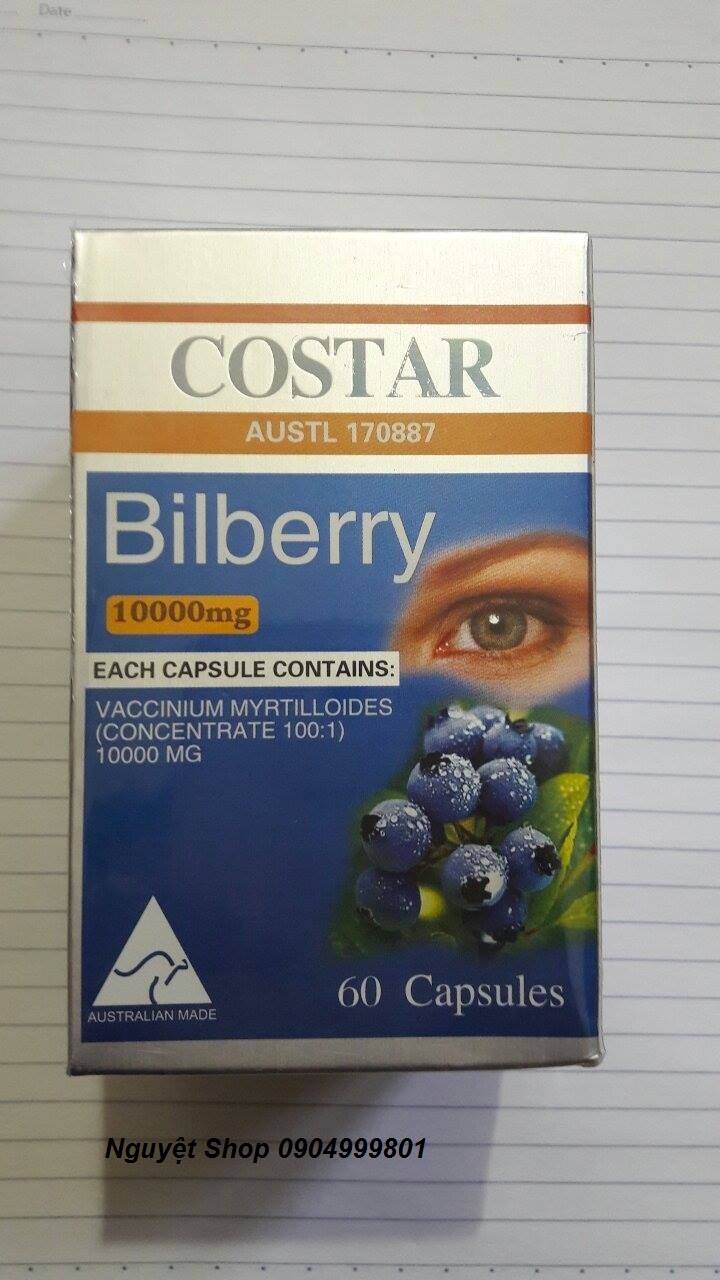 Date
COSTAR
AUSTL 170887
Bilberry
10000mg
EACH CAPSULE CONTAINS:
VACCINIUM MYRTILLOIDES
(CONCENTRATE 100:1)
10000 MG
AUSTRALIAN MADE
60 Capsules
Nguyệt Shop 0904999801